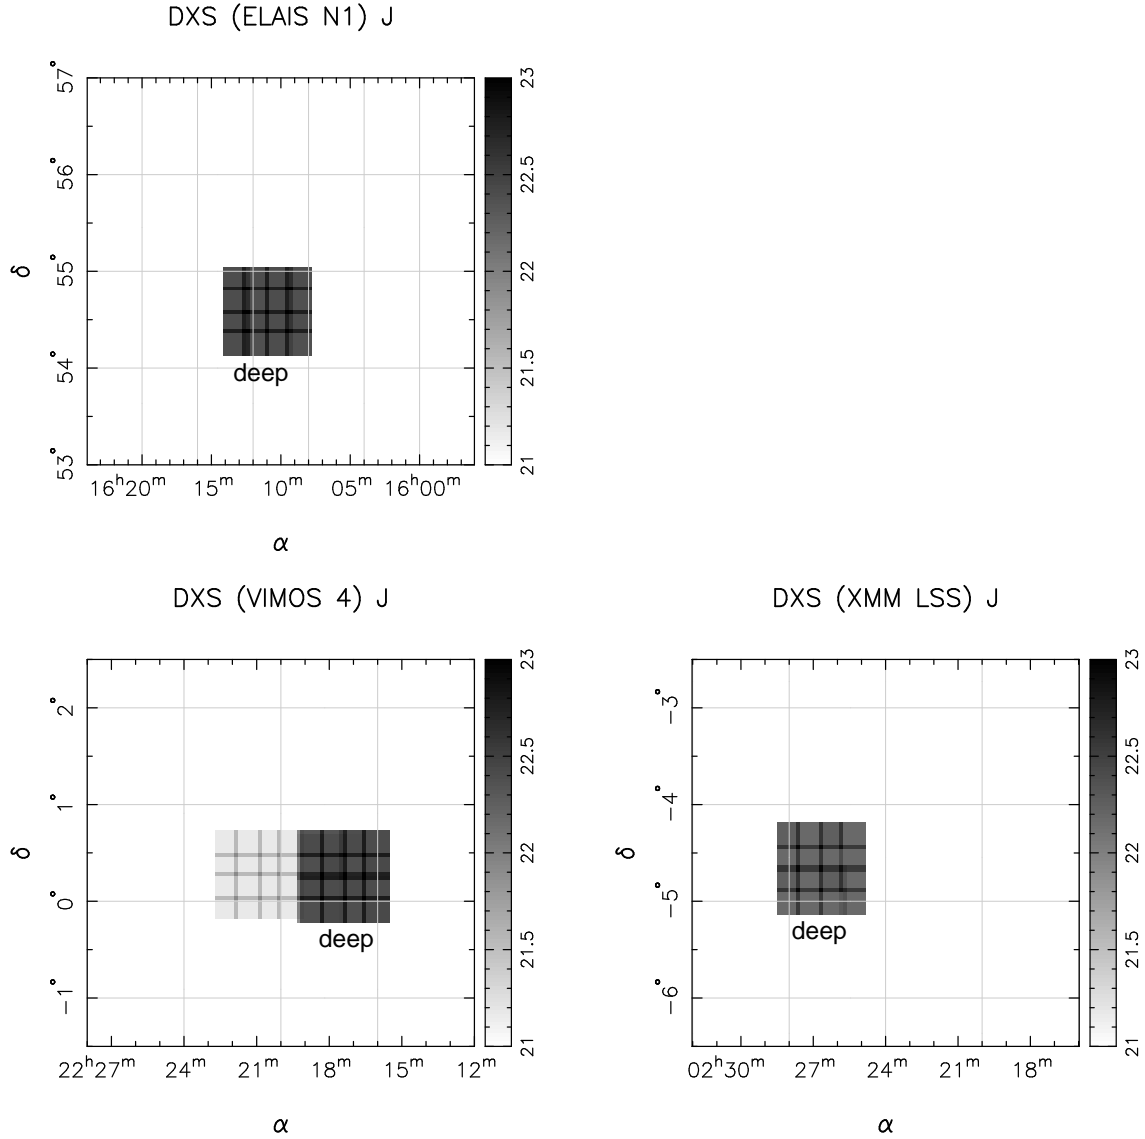 DXS (ELAIS N1) J
57°
56°
55°
54°
53°
δ
deep
23
22.5
22
21.5
21
16ʰ20ᵐ 15ᵐ 10ᵐ 05ᵐ 16ʰ00ᵐ
α
DXS (VIMOS 4) J
2°
1°
0°
−1°
δ
deep
23
22.5
22
21.5
21
22ʰ27ᵐ 24ᵐ 21ᵐ 18ᵐ 15ᵐ 12ᵐ
α
DXS (XMM LSS) J
−3°
−4°
−5°
−6°
δ
deep
23
22.5
22
21.5
21
02ʰ30ᵐ 27ᵐ 24ᵐ 21ᵐ 18ᵐ
α